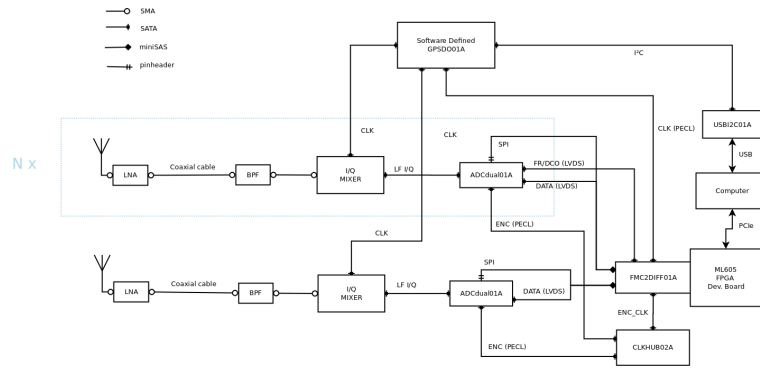 SMA
SATA
miniSAS
pinheader
Software Defined
GPSDO01A
I²C
CLK
CLK
CLK (PECL)
USBI2C01A
USB
Computer
PCIe
N x
SPI
Coaxial cable
LNA
BPF
I/Q
MIXER
LF I/Q
ADCdual01A
FR/DCO (LVDS)
DATA (LVDS)
ENC (PECL)
CLK
SPI
Coaxial cable
LNA
BPF
I/Q
MIXER
LF I/Q
ADCdual01A
DATA (LVDS)
FMC2DIFF01A
ML605
FPGA
Dev. Board
ENC_CLK
ENC (PECL)
CLKHUB02A